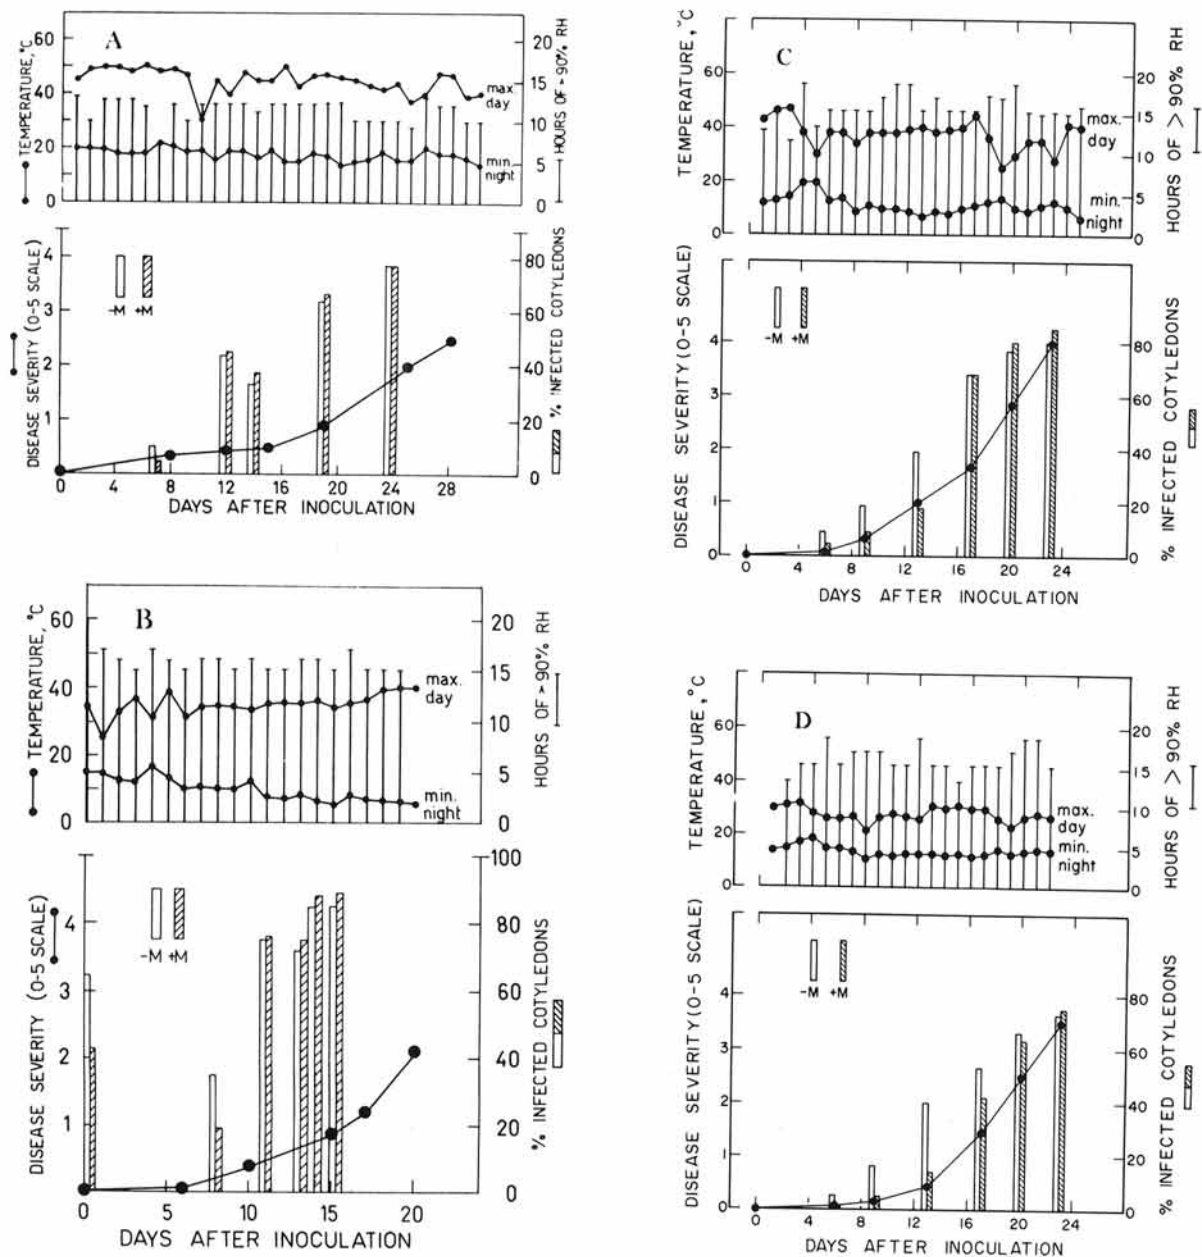 A
TEMPERATURE, °C
60
40
20
0
20
15
10
5
0
HOURS OF >90% RH
max.
day
min.
night
DISEASE SEVERITY (0-5 SCALE)
4
3
2
1
-M +M
80
60
40
20
0
% INFECTED COTYLEDONS
0 4 8 12 16 20 24 28
DAYS AFTER INOCULATION
B
TEMPERATURE, °C
60
40
20
0
20
15
10
5
0
HOURS OF >90% RH
max.
day
min.
night
DISEASE SEVERITY (0-5 SCALE)
4
3
2
1
-M +M
100
80
60
40
20
0
% INFECTED COTYLEDONS
0 5 10 15 20
DAYS AFTER INOCULATION
C
TEMPERATURE, °C
60
40
20
0
20
15
10
5
0
HOURS OF > 90% RH
max.
day
min.
night
DISEASE SEVERITY (0-5 SCALE)
4
3
2
1
0
-M +M
80
60
40
20
0
% INFECTED COTYLEDONS
0 4 8 12 16 20 24
DAYS AFTER INOCULATION
D
TEMPERATURE, °C
60
40
20
0
20
15
10
5
0
HOURS OF > 90% RH
max.
day
min.
night
DISEASE SEVERITY (0-5 SCALE)
4
3
2
1
0
-M +M
80
60
40
20
0
% INFECTED COTYLEDONS
0 4 8 12 16 20 24
DAYS AFTER INOCULATION